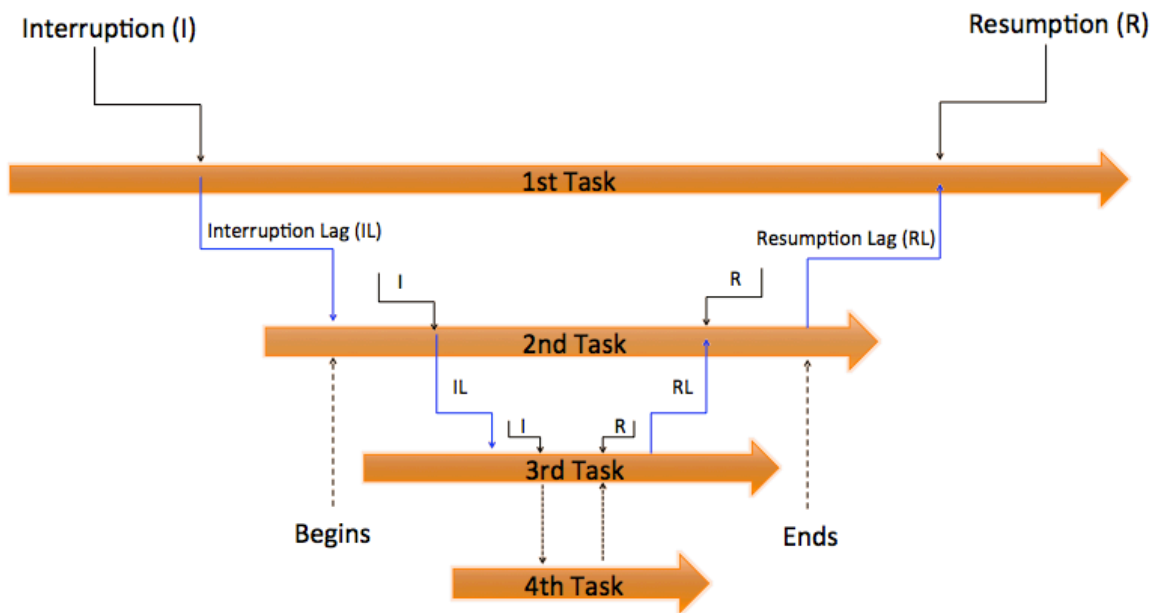 Interruption (I)
Resumption (R)
1st Task
Interruption Lag (IL)
Resumption Lag (RL)
I
R
2nd Task
IL
RL
I
R
3rd Task
Begins
Ends
4th Task